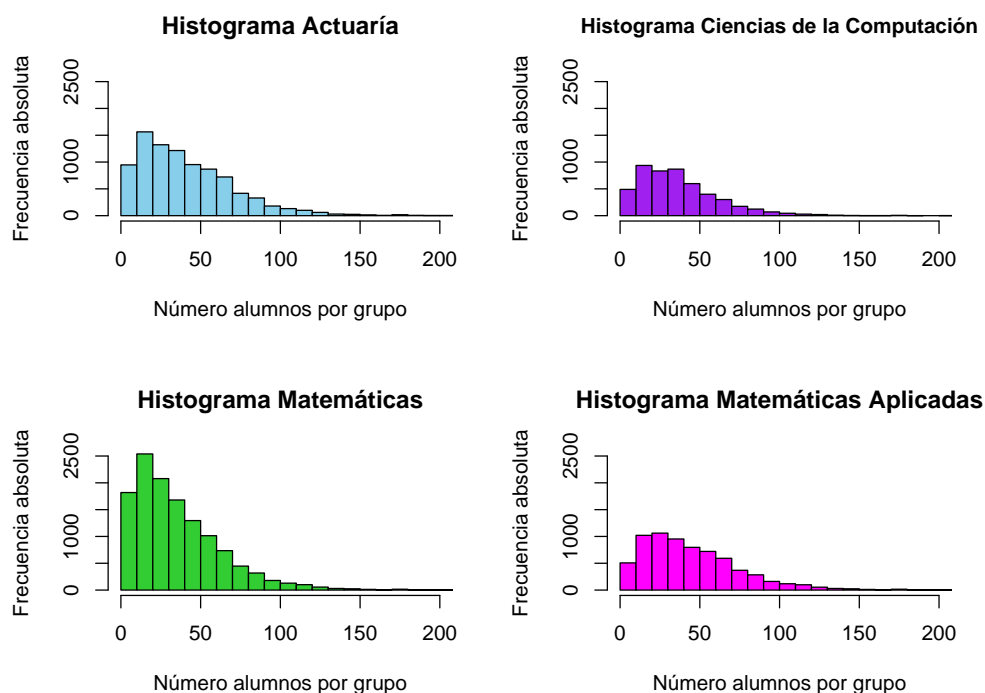 Histograma Actuaría
Frecuencia absoluta
0 1000 2500
0 50 100 150 200
Número alumnos por grupo
Histograma Ciencias de la Computación
Frecuencia absoluta
0 1000 2500
0 50 100 150 200
Número alumnos por grupo
Histograma Matemáticas
Frecuencia absoluta
0 1000 2500
0 50 100 150 200
Número alumnos por grupo
Histograma Matemáticas Aplicadas
Frecuencia absoluta
0 1000 2500
0 50 100 150 200
Número alumnos por grupo